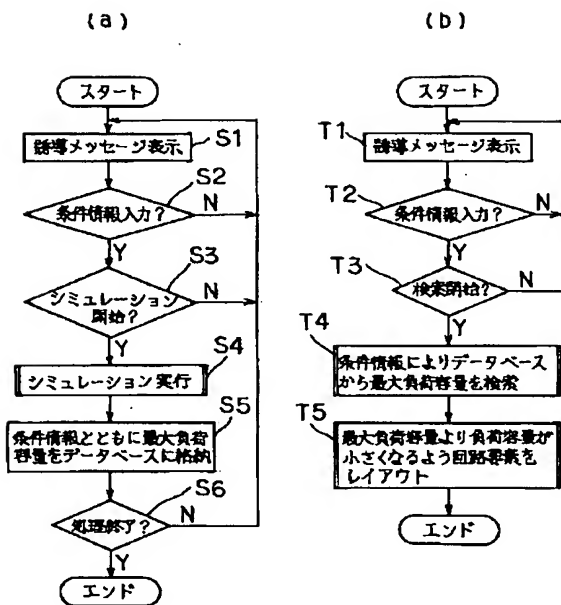 (a)
スタート
誘導メッセージ表示
S1
条件情報入力?
S2
N
Y
シミュレーション
開始?
S3
N
Y
シミュレーション実行
S4
条件情報とともに最大負荷
容量をデータベースに格納
S5
処理終了?
S6
N
Y
エンド
(b)
スタート
T1
誘導メッセージ表示
T2
条件情報入力?
N
Y
T3
検索開始?
N
Y
T4
条件情報によりデータベース
から最大負荷容量を検索
T5
最大負荷容量より負荷容量が
小さくなるよう回路要素を
レイアウト
エンド